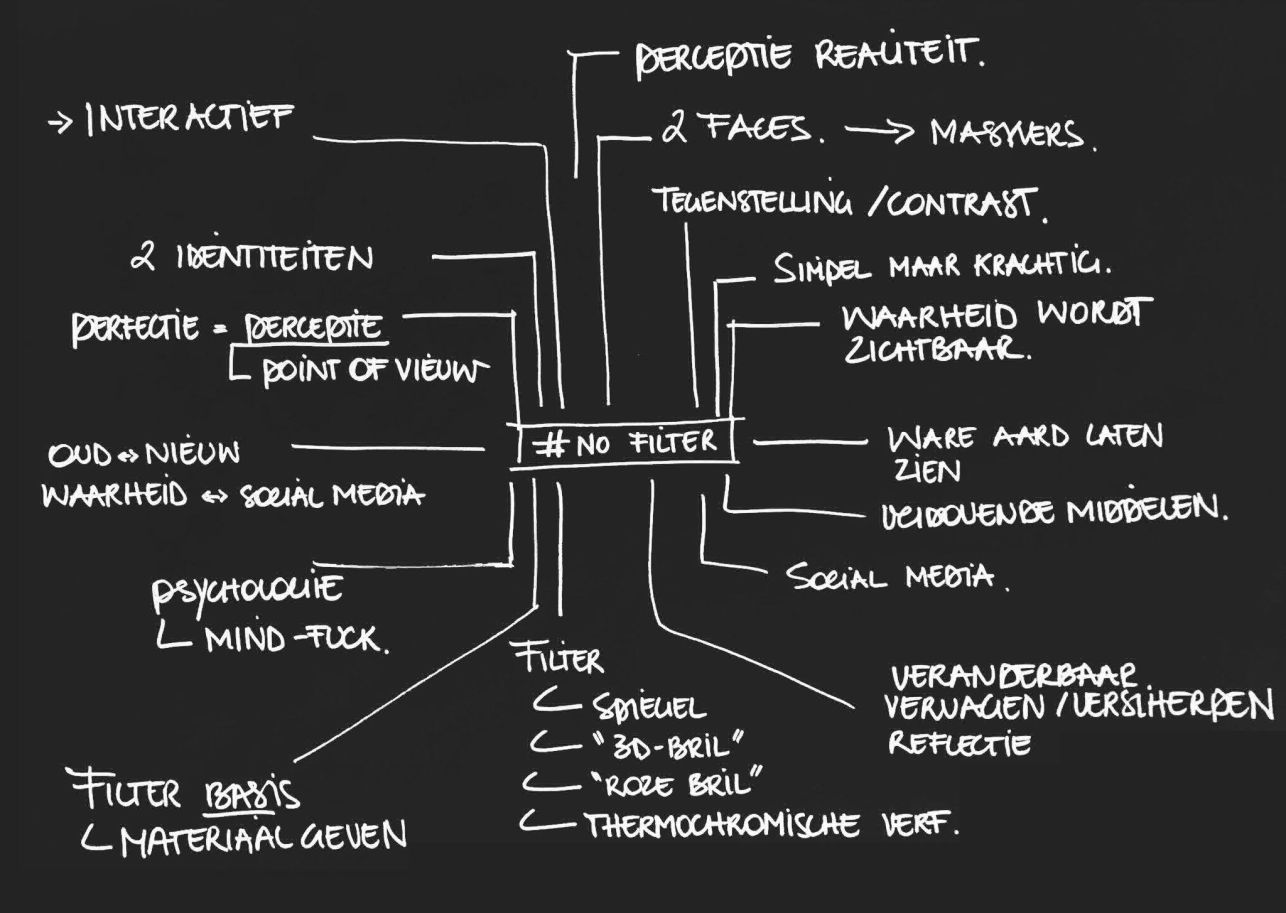 PERCEPTIE REALITEIT.
→ INTERACTIEF
2 FACES. → MASKERS.
TEGENSTELLING / CONTRAST.
2 IDENTITEITEN
SIMPEL MAAR KRACHTIG.
PERFECTIE = PERCEPTIE
POINT OF VIEUW
WAARHEID WORDT
ZICHTBAAR.
# NO FILTER
OUD ↔ NIEUW
WAARHEID ↔ SOCIAL MEDIA
WARE AARD LATEN
ZIEN
MIDDELEN.
SOCIAL MEDIA.
PSYCHOLOGIE
MIND-FUCK.
FILTER
SPIEGEL
"3D-BRIL"
"ROZE BRIL"
THERMOCHROMISCHE VERF.
VERANDERBAAR
VERVAGEN / VERSCHERPEN
REFLECTIE
FILTER BASIS
MATERIAAL GEVEN